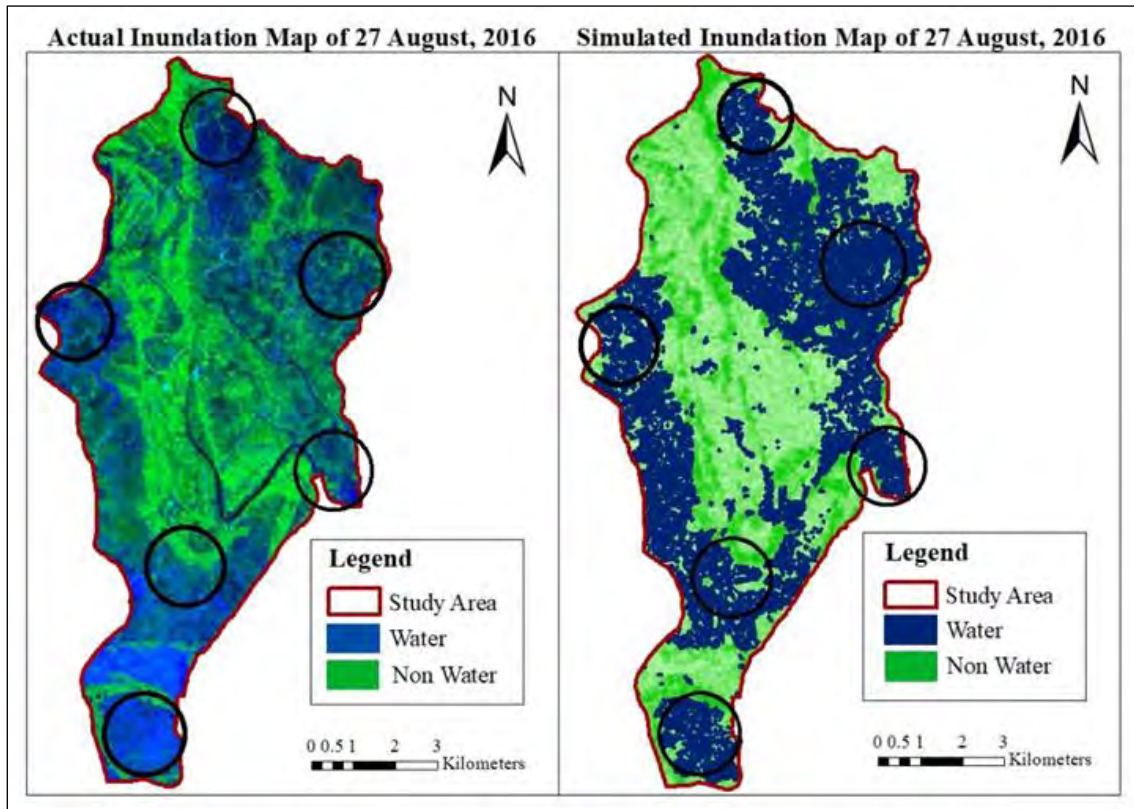 Actual Inundation Map of 27 August, 2016
N
Legend
Study Area
Water
Non Water
0 0.5 1 2 3
Kilometers
Simulated Inundation Map of 27 August, 2016
N
Legend
Study Area
Water
Non Water
0 0.5 1 2 3
Kilometers